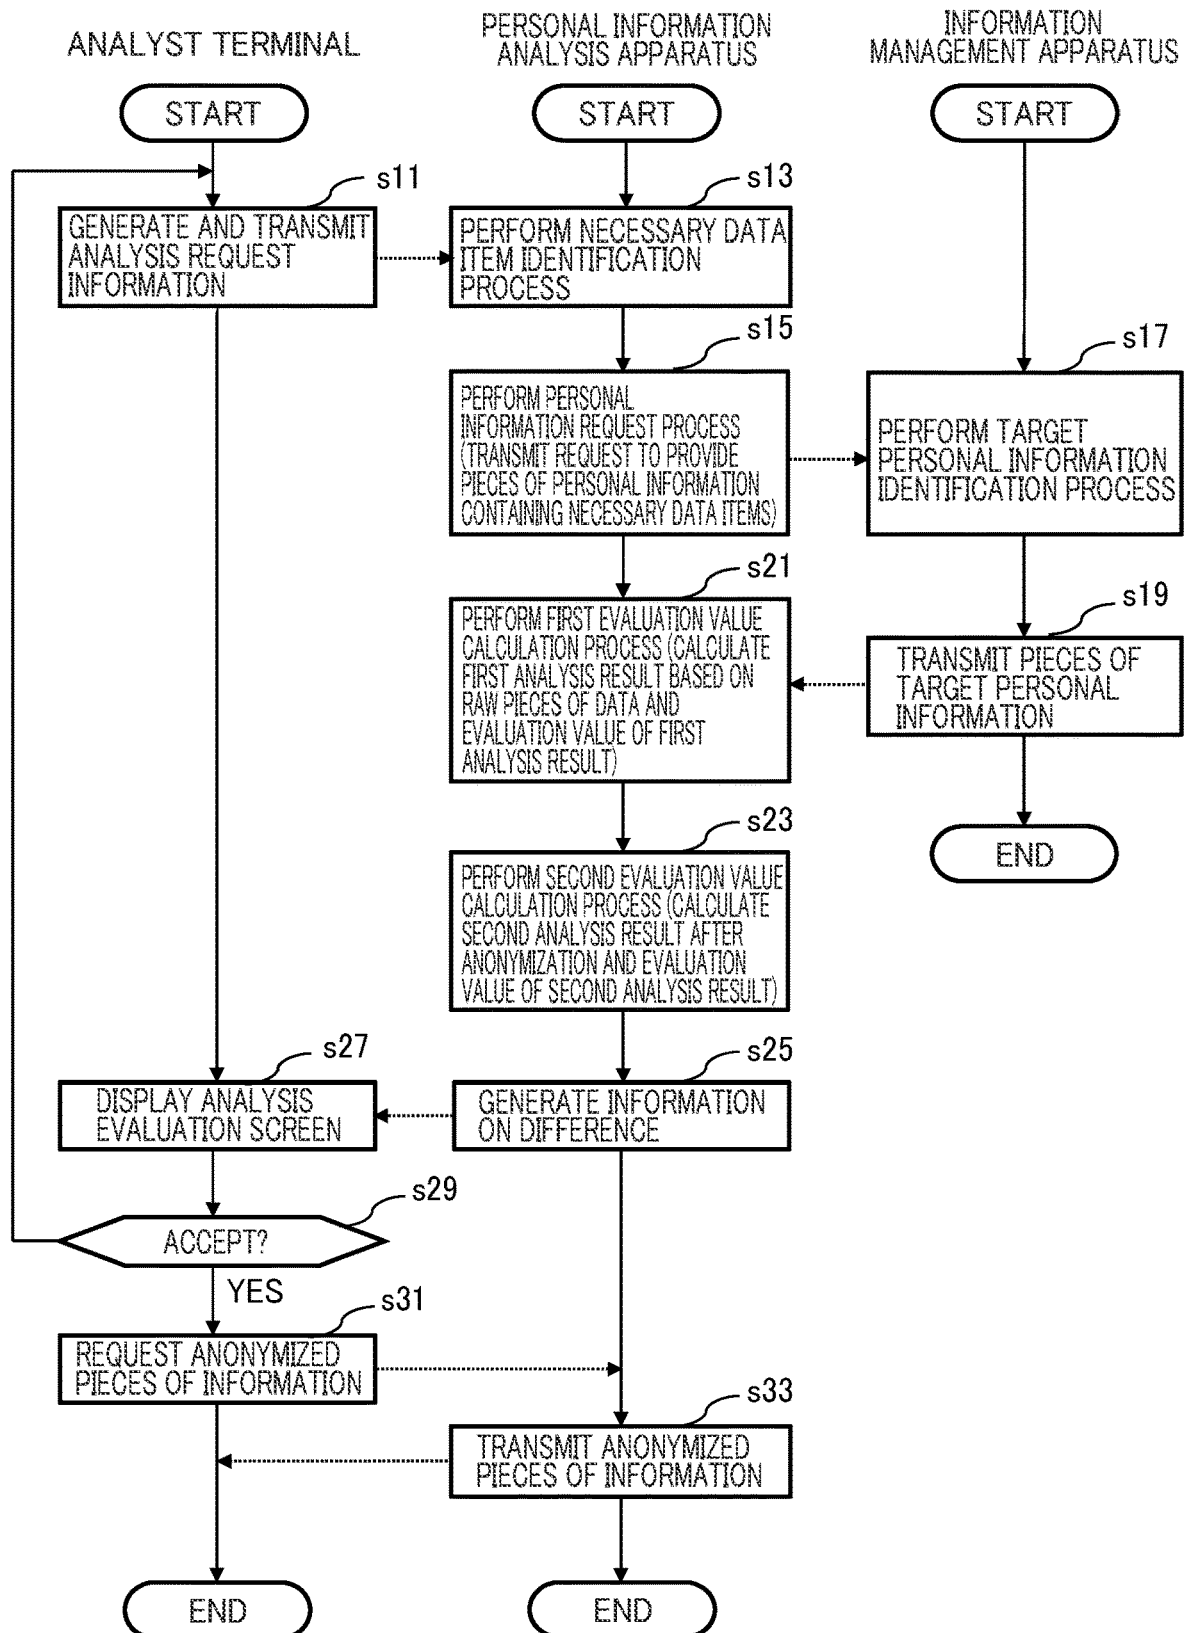 ANALYST TERMINAL
PERSONAL INFORMATION
ANALYSIS APPARATUS
INFORMATION
MANAGEMENT APPARATUS
START
START
START
s11
GENERATE AND TRANSMIT
ANALYSIS REQUEST
INFORMATION
s13
PERFORM NECESSARY DATA
ITEM IDENTIFICATION
PROCESS
s15
PERFORM PERSONAL
INFORMATION REQUEST PROCESS
(TRANSMIT REQUEST TO PROVIDE
PIECES OF PERSONAL INFORMATION
CONTAINING NECESSARY DATA ITEMS)
s17
PERFORM TARGET
PERSONAL INFORMATION
IDENTIFICATION PROCESS
s19
TRANSMIT PIECES OF
TARGET PERSONAL
INFORMATION
END
s21
PERFORM FIRST EVALUATION VALUE
CALCULATION PROCESS (CALCULATE
FIRST ANALYSIS RESULT BASED ON
RAW PIECES OF DATA AND
EVALUATION VALUE OF FIRST
ANALYSIS RESULT)
s23
PERFORM SECOND EVALUATION VALUE
CALCULATION PROCESS (CALCULATE
SECOND ANALYSIS RESULT AFTER
ANONYMIZATION AND EVALUATION
VALUE OF SECOND ANALYSIS RESULT)
s25
GENERATE INFORMATION
ON DIFFERENCE
s27
DISPLAY ANALYSIS
EVALUATION SCREEN
s29
ACCEPT?
YES
s31
REQUEST ANONYMIZED
PIECES OF INFORMATION
s33
TRANSMIT ANONYMIZED
PIECES OF INFORMATION
END
END